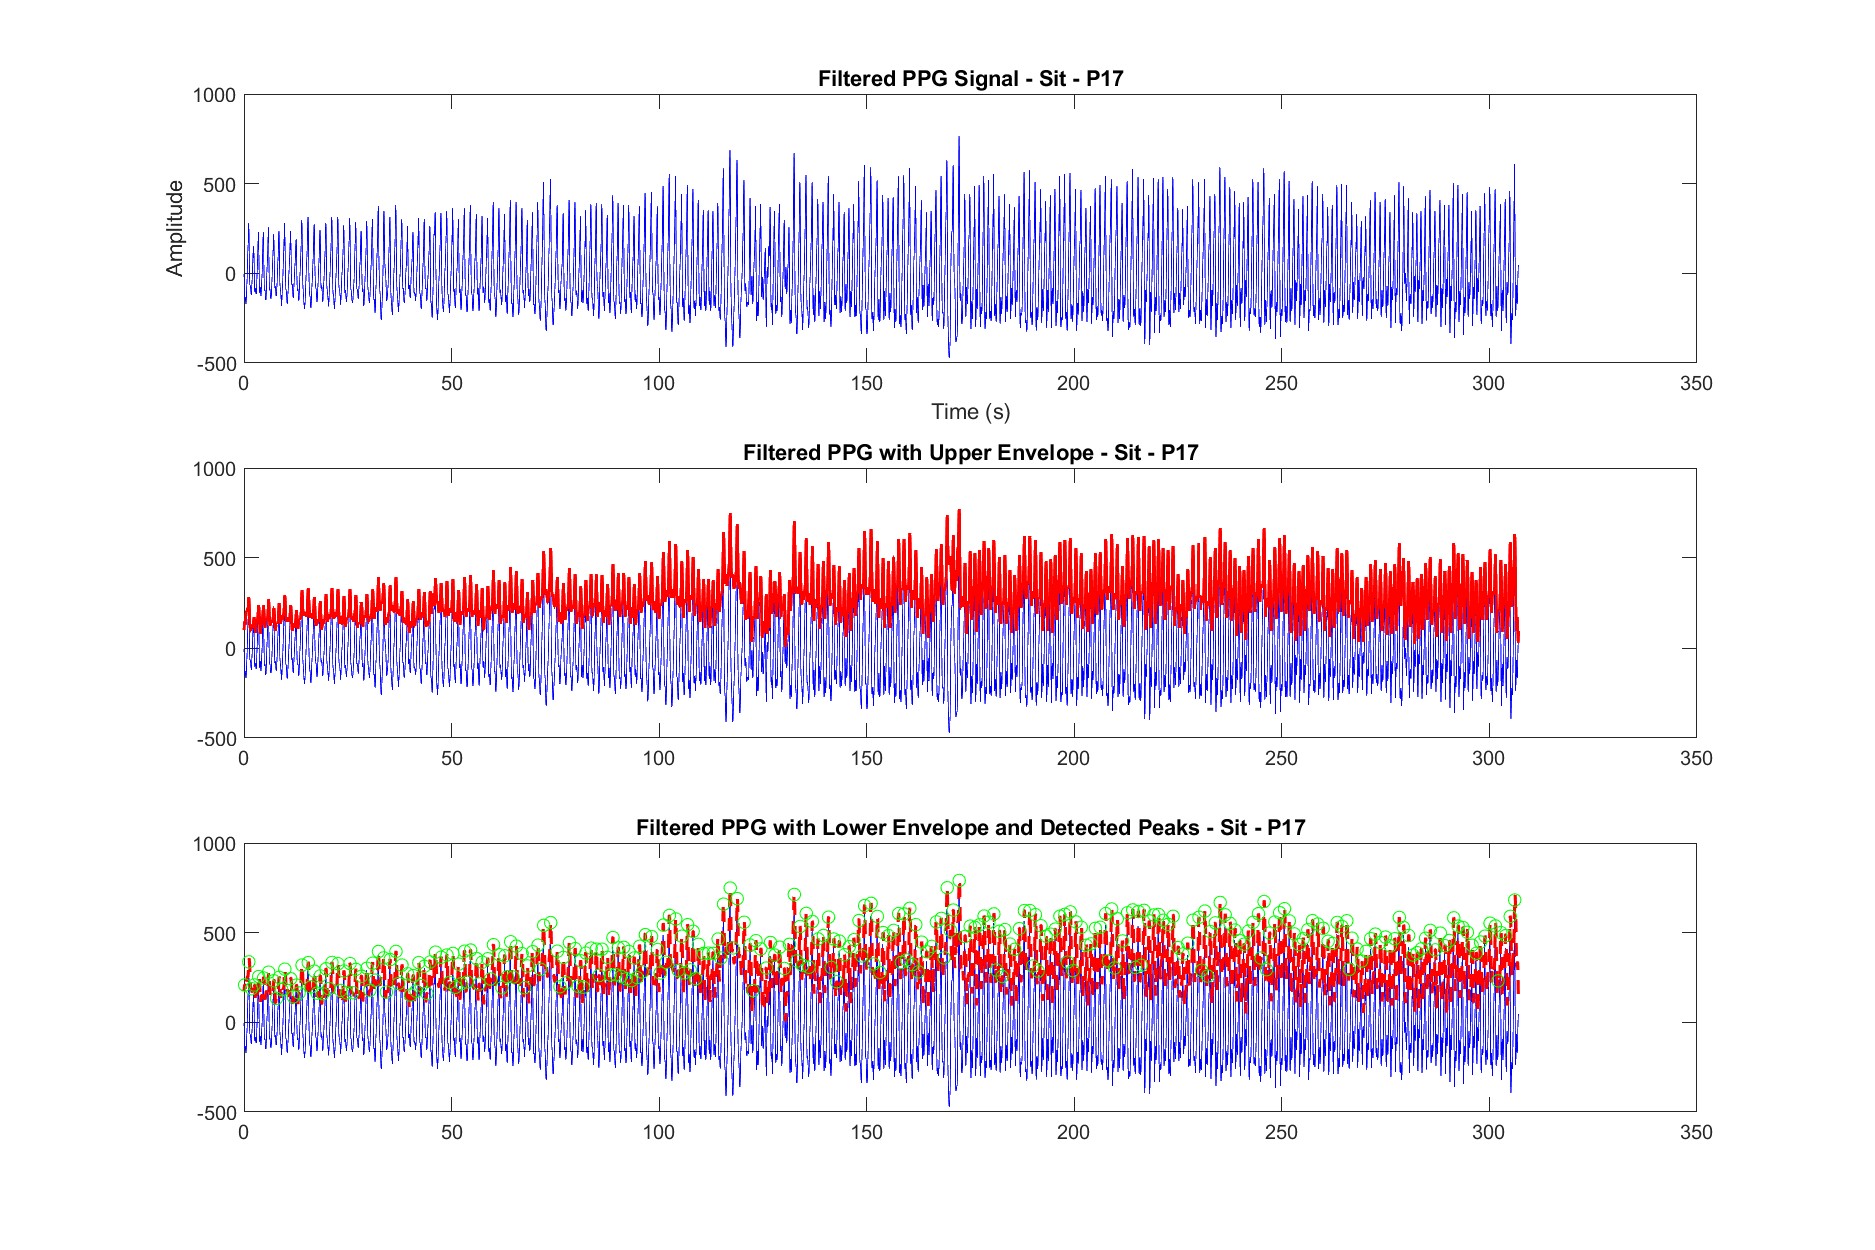 Filtered PPG Signal - Sit - P17
1000
500
0
-500
Amplitude
0 50 100 150 200 250 300 350
Time (s)
Filtered PPG with Upper Envelope - Sit - P17
1000
500
0
-500
0 50 100 150 200 250 300 350
Filtered PPG with Lower Envelope and Detected Peaks - Sit - P17
1000
500
0
-500
0 50 100 150 200 250 300 350